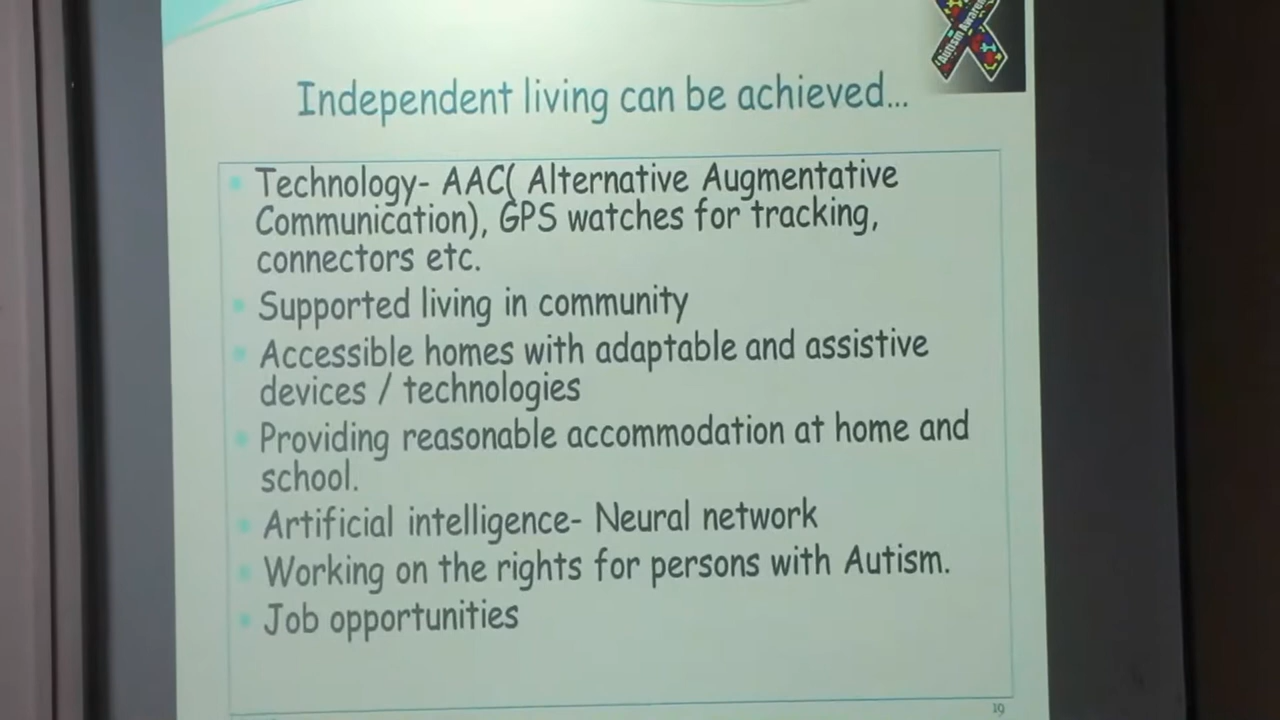 Autism Aware
Independent living can be achieved...
Technology- AAC( Alternative Augmentative
Communication), GPS watches for tracking,
connectors etc.
Supported living in community
Accessible homes with adaptable and assistive
devices / technologies
Providing reasonable accommodation at home and
school.
Artificial intelligence- Neural network
Working on the rights for persons with Autism.
Job opportunities
19